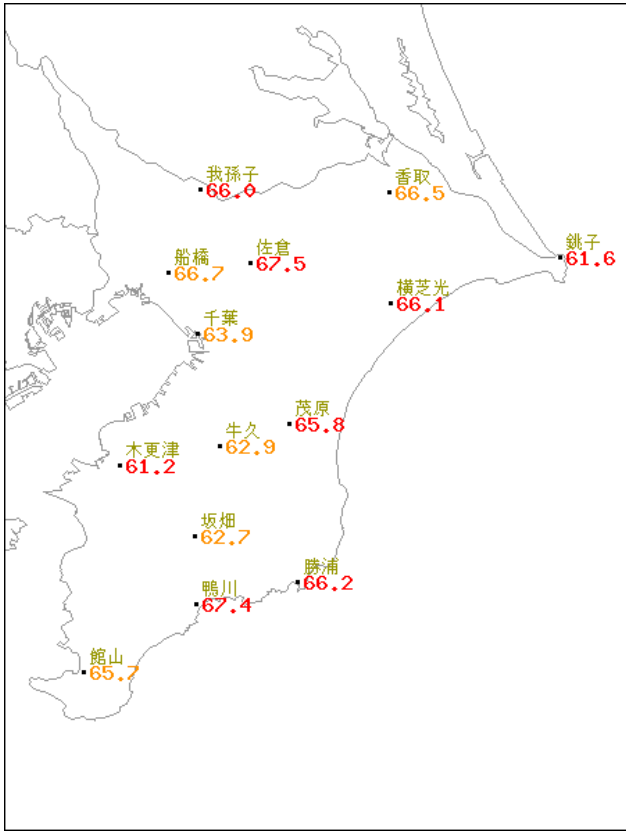 我孫子
66.0
香取
66.5
銚子
61.6
佐倉
67.5
船橋
66.7
横芝光
66.1
千葉
63.9
茂原
65.8
牛久
62.9
木更津
61.2
坂畑
62.7
勝浦
66.2
鴨川
67.4
館山
65.7